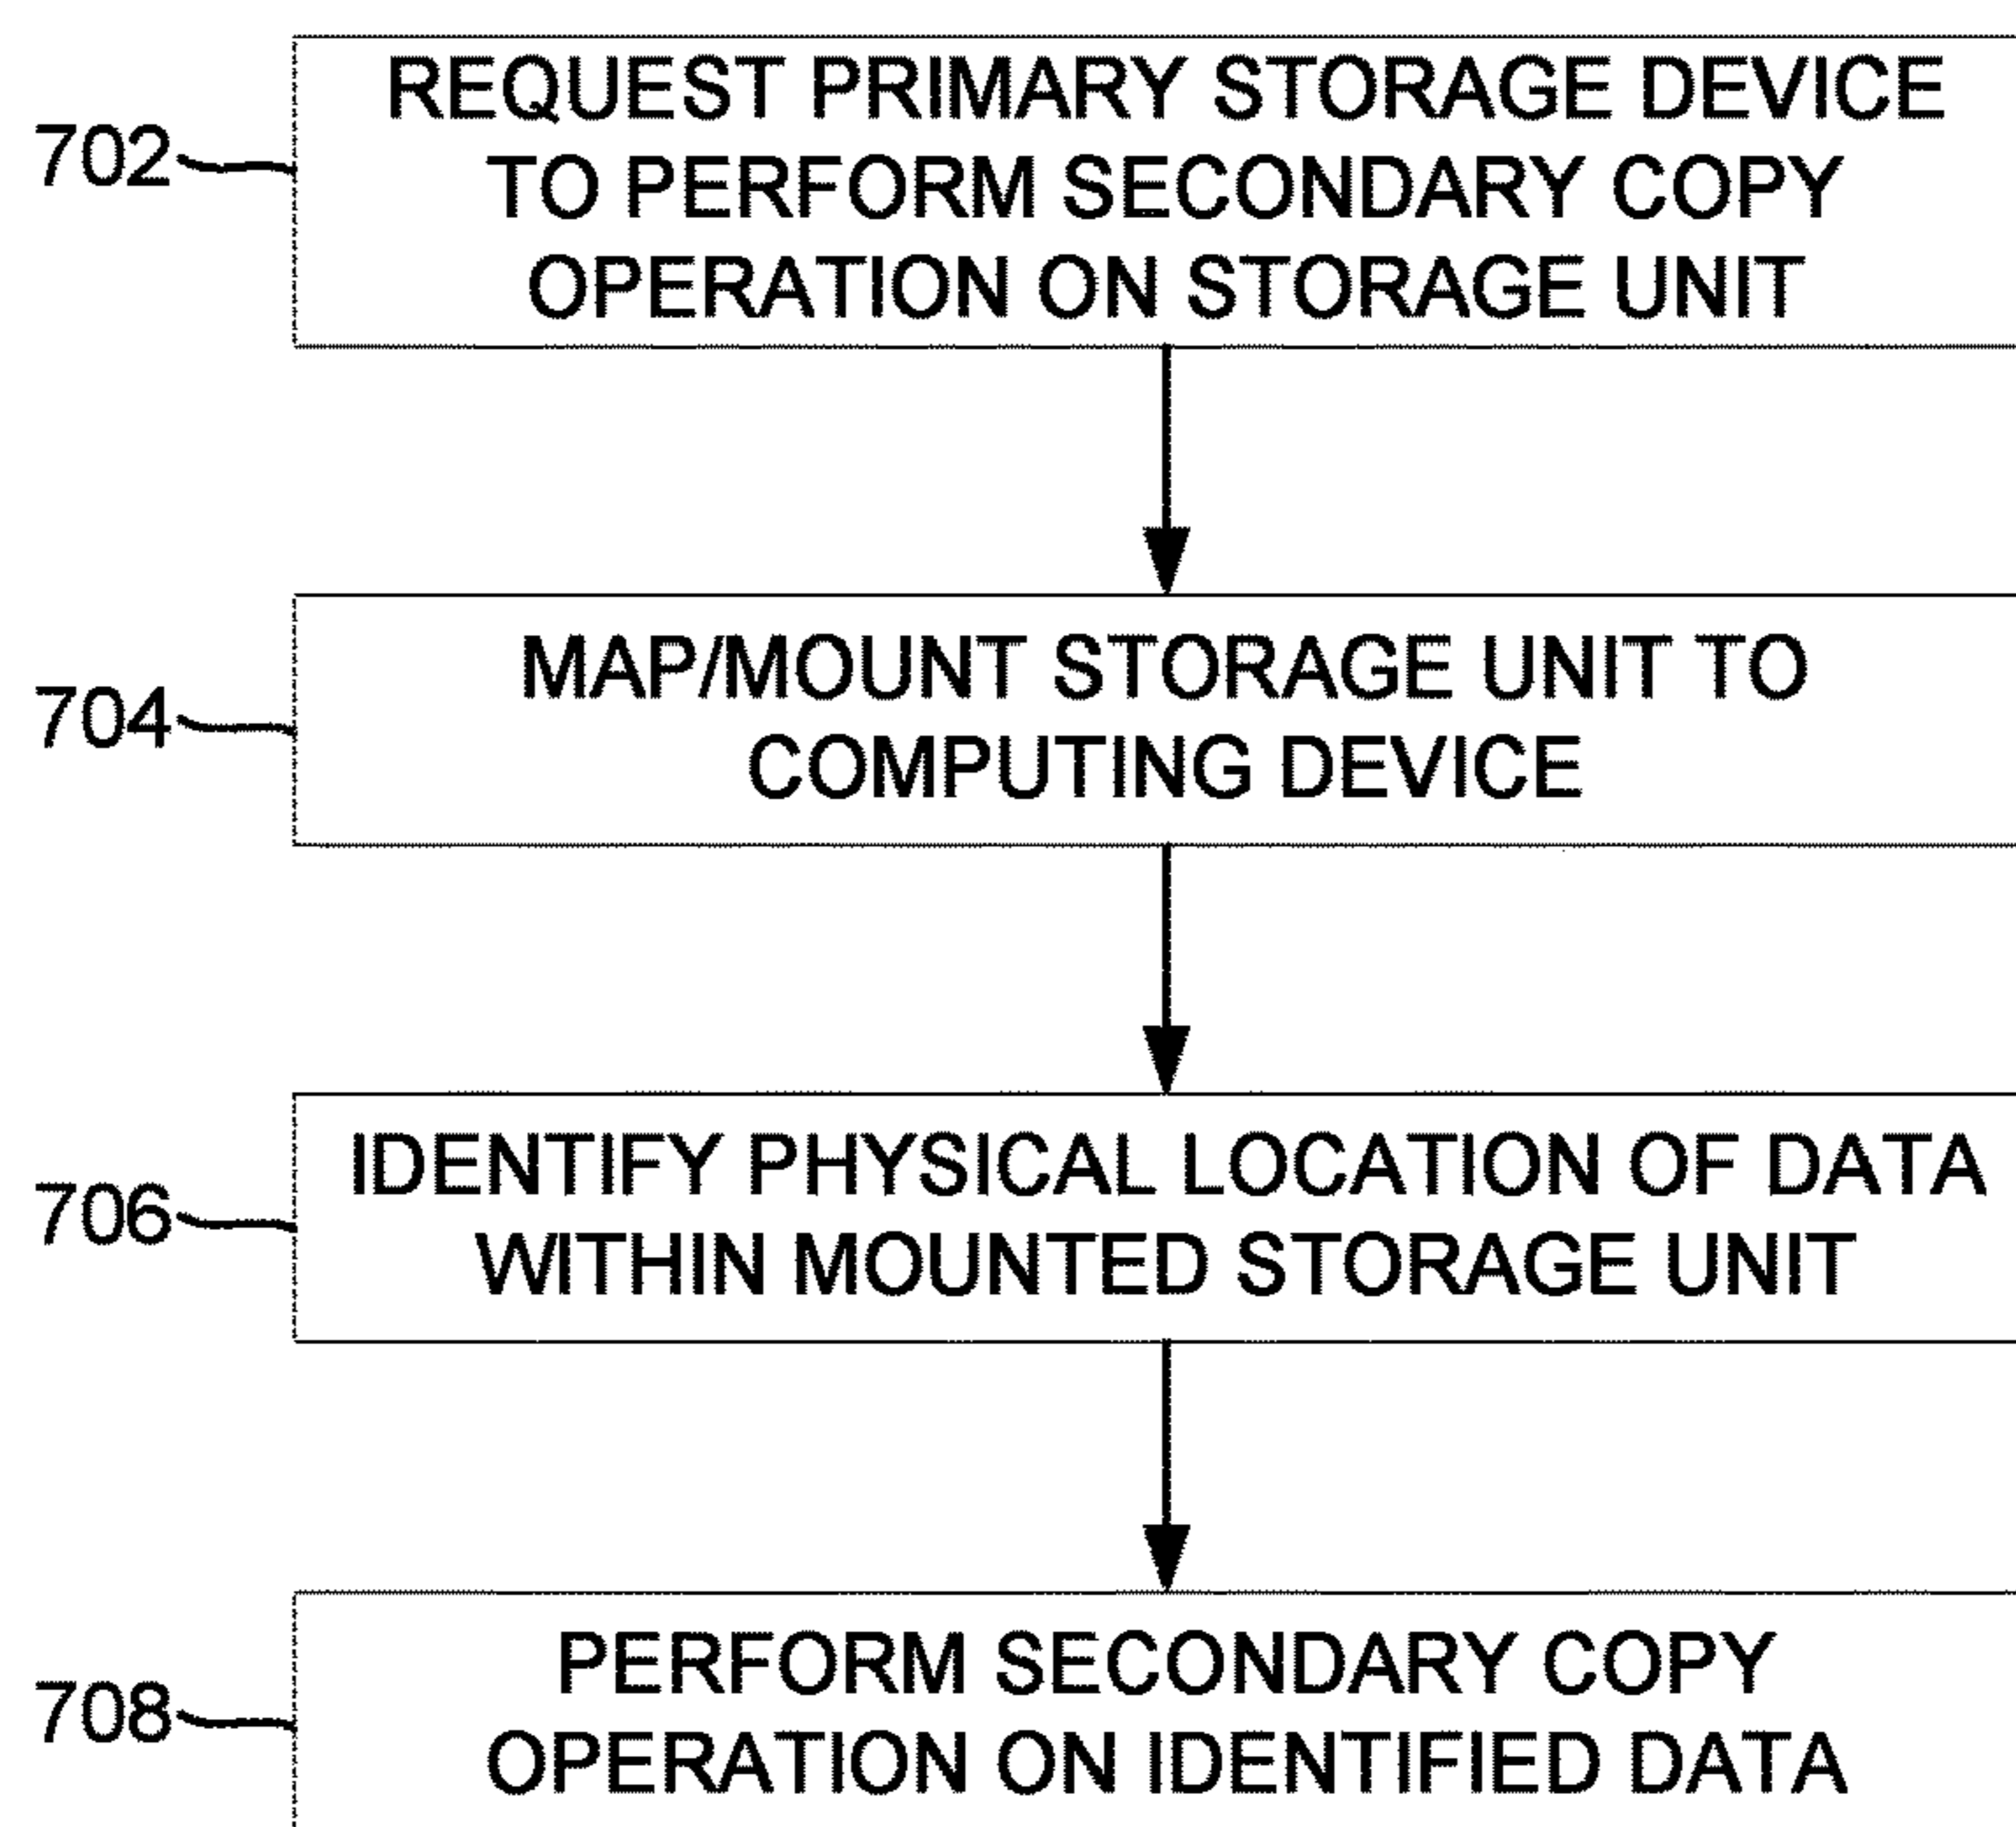 702
REQUEST PRIMARY STORAGE DEVICE
TO PERFORM SECONDARY COPY
OPERATION ON STORAGE UNIT
704
MAP/MOUNT STORAGE UNIT TO
COMPUTING DEVICE
706
IDENTIFY PHYSICAL LOCATION OF DATA
WITHIN MOUNTED STORAGE UNIT
708
PERFORM SECONDARY COPY
OPERATION ON IDENTIFIED DATA